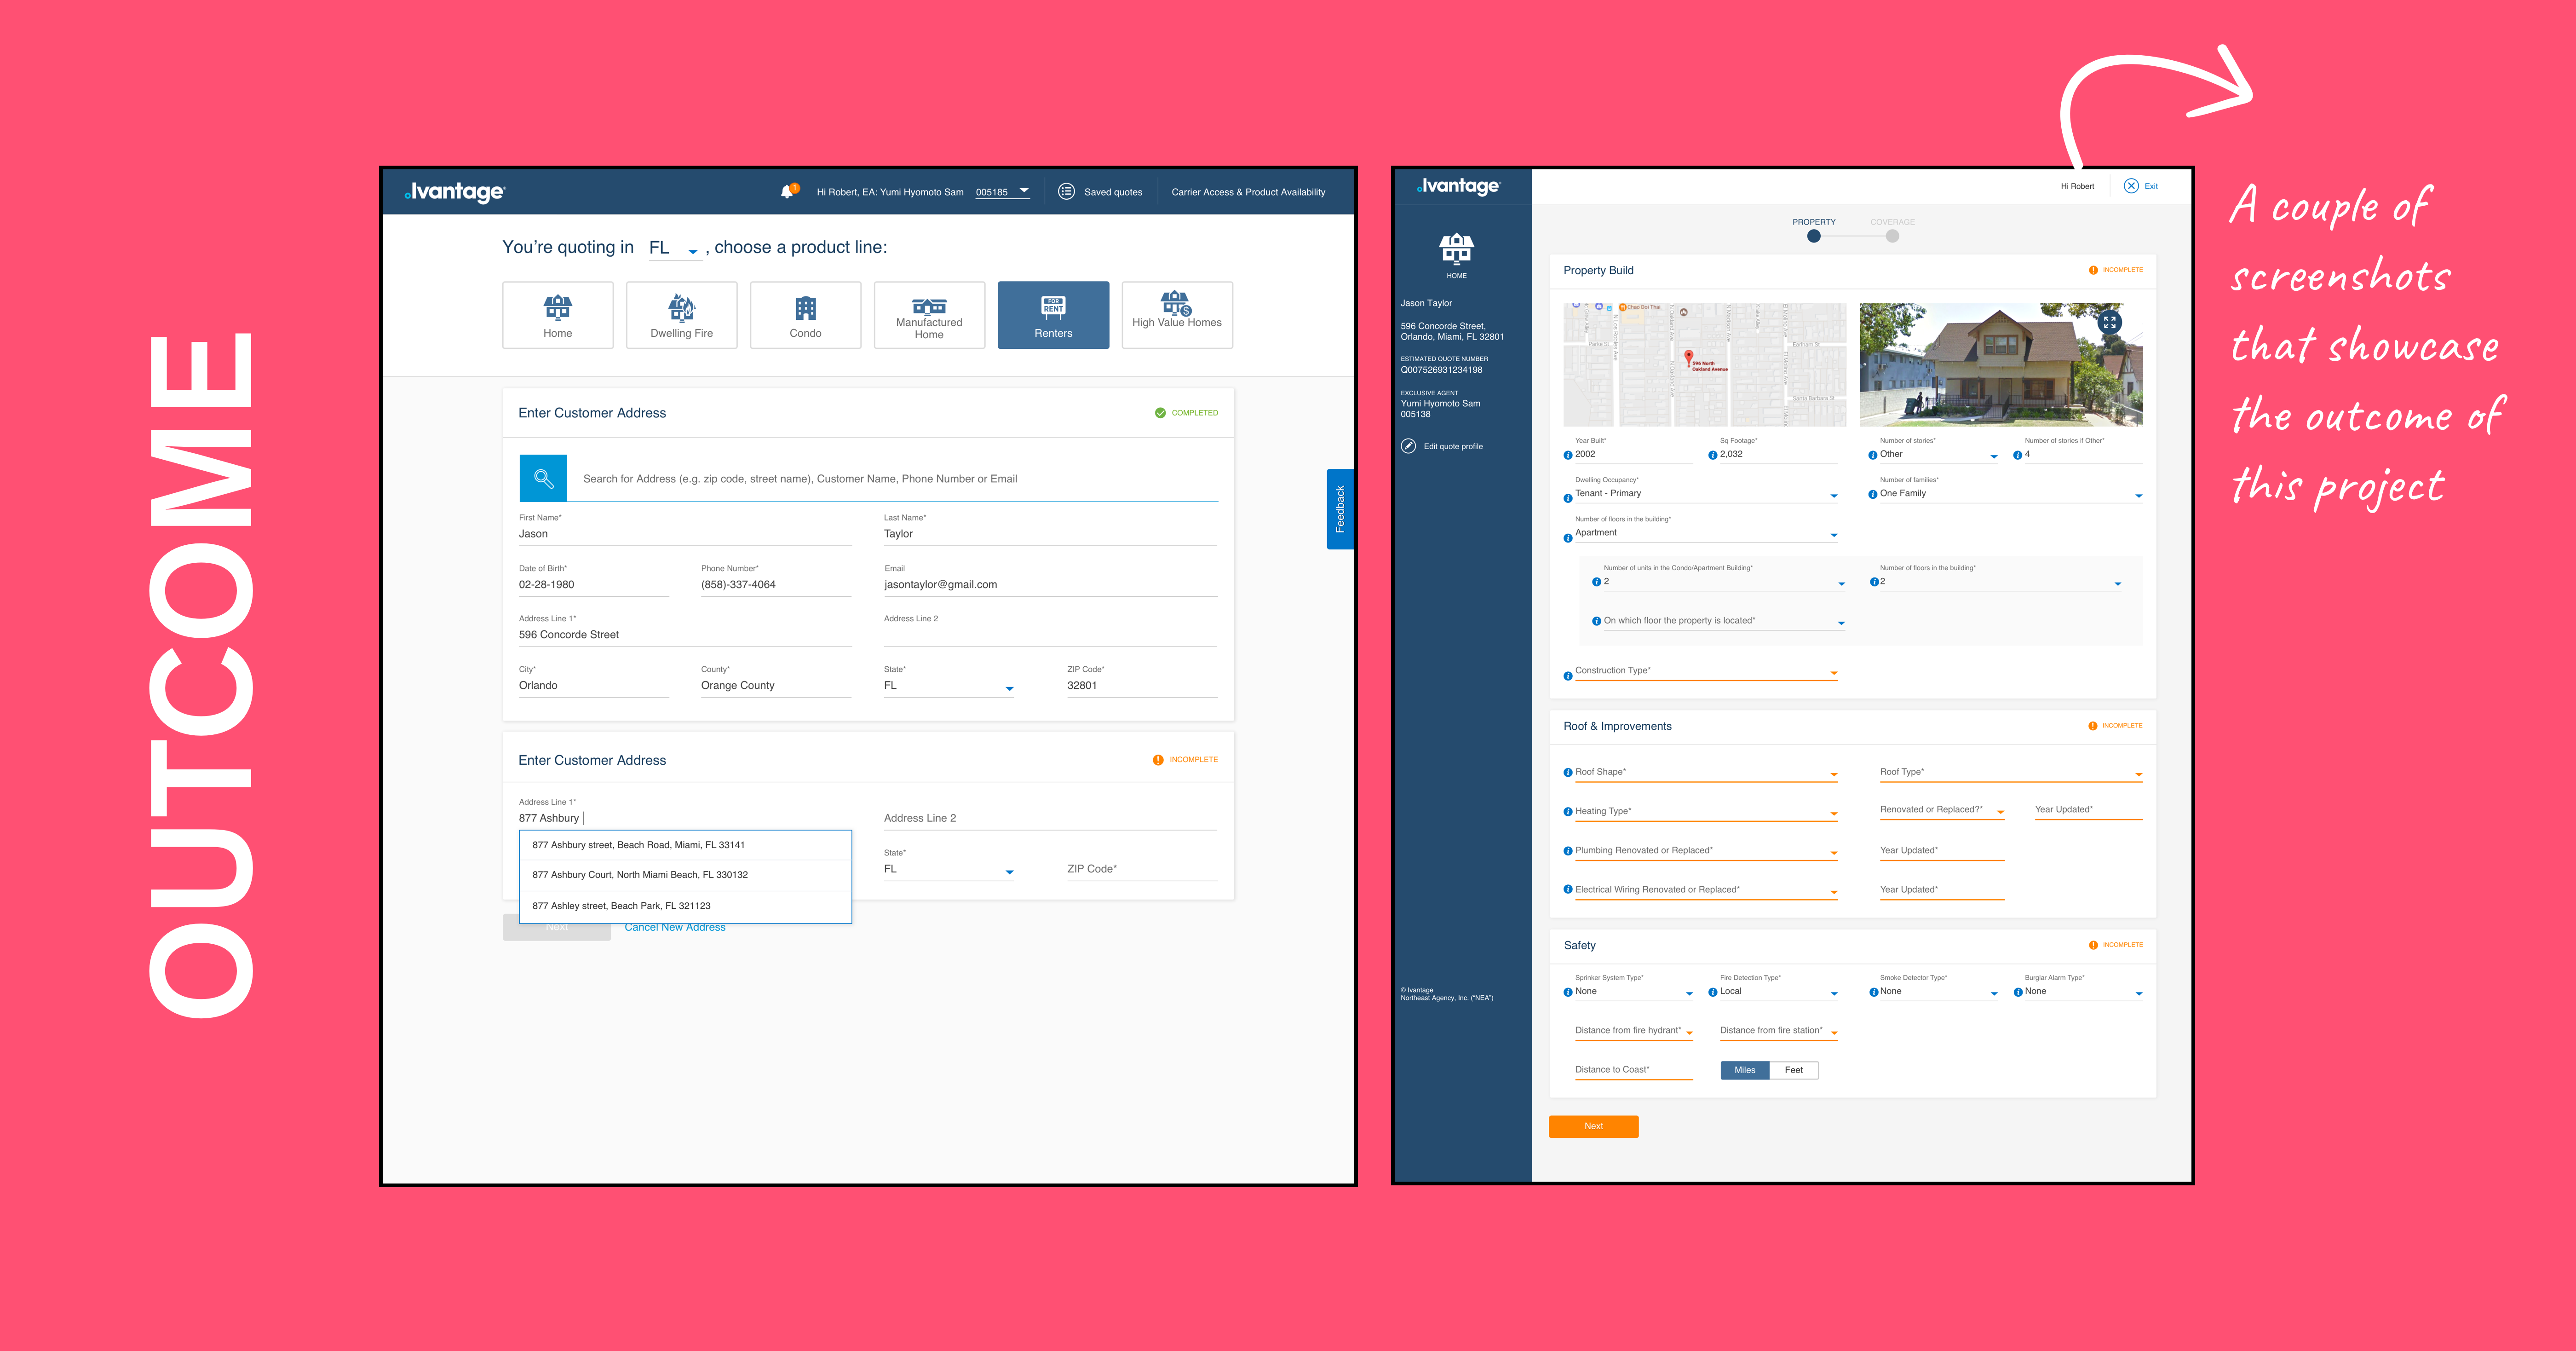 OUTCOME
.Ivantage
1
Hi Robert, EA: Yumi Hyomoto Sam 005185
Saved quotes
Carrier Access & Product Availability
You're quoting in FL , choose a product line:
Home
Dwelling Fire
Condo
Manufactured
Home
FOR
RENT
Renters
High Value Homes
Enter Customer Address
COMPLETED
Search for Address (e.g. zip code, street name), Customer Name, Phone Number or Email
First Name*
Last Name*
Jason
Taylor
Date of Birth*
Phone Number*
Email
02-28-1980
(858)-337-4064
jasontaylor@gmail.com
Address Line 1*
Address Line 2
596 Concorde Street
City*
County*
State*
ZIP Code*
Orlando
Orange County
FL
32801
Feedback
Enter Customer Address
INCOMPLETE
Address Line 1*
877 Ashbury
Address Line 2
877 Ashbury street, Beach Road, Miami, FL 33141
877 Ashbury Court, North Miami Beach, FL 330132
877 Ashley street, Beach Park, FL 321123
State*
FL
ZIP Code*
Next
Cancel New Address
.Ivantage
HOME
Jason Taylor
596 Concorde Street,
Orlando, Miami, FL 32801
ESTIMATED QUOTE NUMBER
Q007526931234198
EXCLUSIVE AGENT
Yumi Hyomoto Sam
005138
Edit quote profile
© Ivantage
Northeast Agency, Inc. ("NEA")
Hi Robert
Exit
PROPERTY
COVERAGE
Property Build
INCOMPLETE
Chao Doi Thai
596 North
Oakland Avenue
Year Built*
Sq Footage*
Number of stories*
Number of stories if Other*
2002
2,032
Other
4
Dwelling Occupancy*
Number of families*
Tenant - Primary
One Family
Number of floors in the building*
Apartment
Number of units in the Condo/Apartment Building*
Number of floors in the building*
2
2
On which floor the property is located*
Construction Type*
Roof & Improvements
INCOMPLETE
Roof Shape*
Roof Type*
Heating Type*
Renovated or Replaced?*
Year Updated*
Plumbing Renovated or Replaced*
Year Updated*
Electrical Wiring Renovated or Replaced*
Year Updated*
Safety
INCOMPLETE
Sprinker System Type*
Fire Detection Type*
Smoke Detector Type*
Burglar Alarm Type*
None
Local
None
None
Distance from fire hydrant*
Distance from fire station*
Distance to Coast*
Miles
Feet
Next
A couple of
screenshots
that showcase
the outcome of
this project